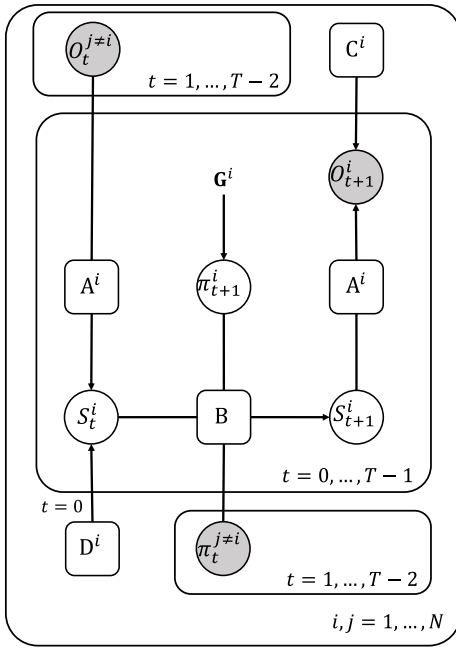 O_t^{j≠i}
C^i
t = 1, …, T − 2
O_{t+1}^i
G^i
A^i
π_{t+1}^i
A^i
S_t^i
B
S_{t+1}^i
t = 0, …, T − 1
t = 0
D^i
π_t^{j≠i}
t = 1, …, T − 2
i, j = 1, …, N